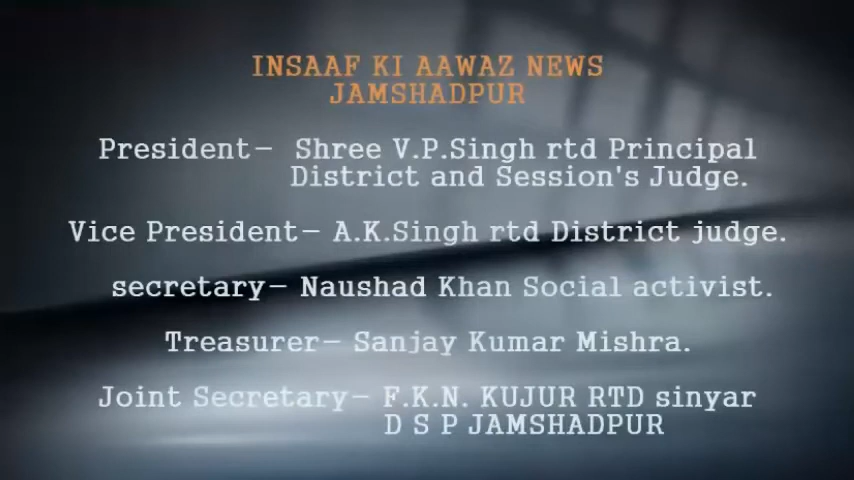 INSAAF KI AAWAZ NEWS
JAMSHADPUR
President- Shree V.P.Singh rtd Principal
District and Session's Judge.
Vice President- A.K.Singh rtd District judge.
secretary- Naushad Khan Social activist.
Treasurer- Sanjay Kumar Mishra.
Joint Secretary- F.K.N. KUJUR RTD sinyar
D S P JAMSHADPUR